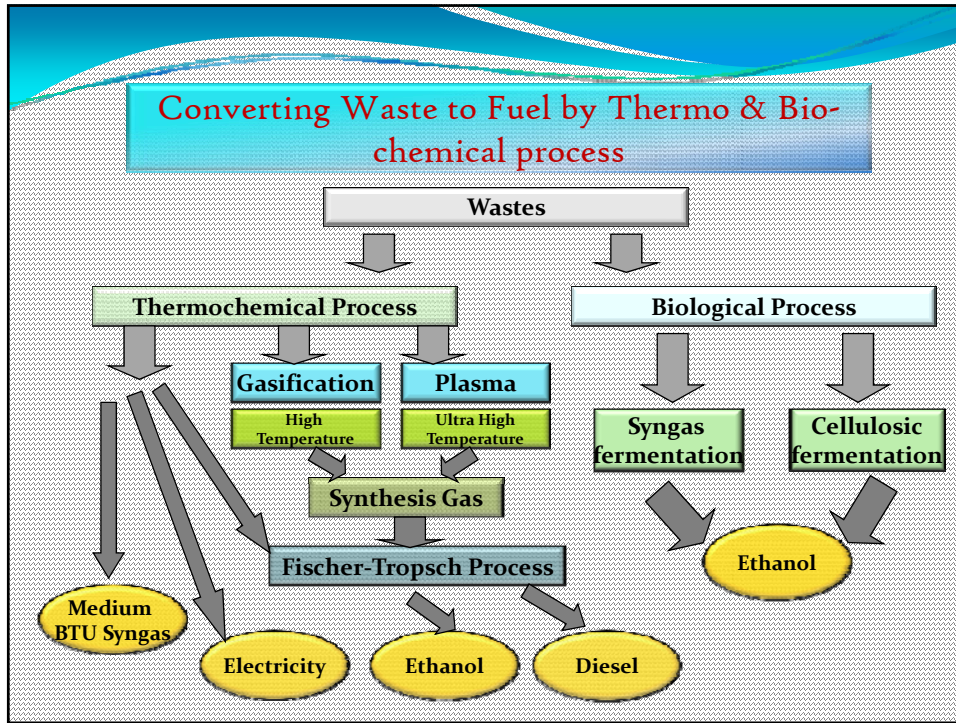 Converting Waste to Fuel by Thermo & Bio-
chemical process
Wastes
Thermochemical Process
Biological Process
Gasification
Plasma
High
Temperature
Ultra High
Temperature
Syngas
fermentation
Cellulosic
fermentation
Synthesis Gas
Fischer-Tropsch Process
Ethanol
Medium
BTU Syngas
Electricity
Ethanol
Diesel